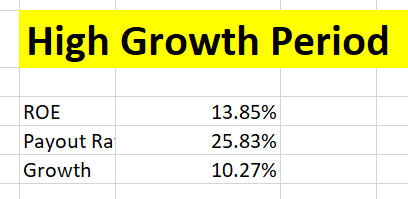 High Growth Period
ROE 13.85%
Payout Ra 25.83%
Growth 10.27%